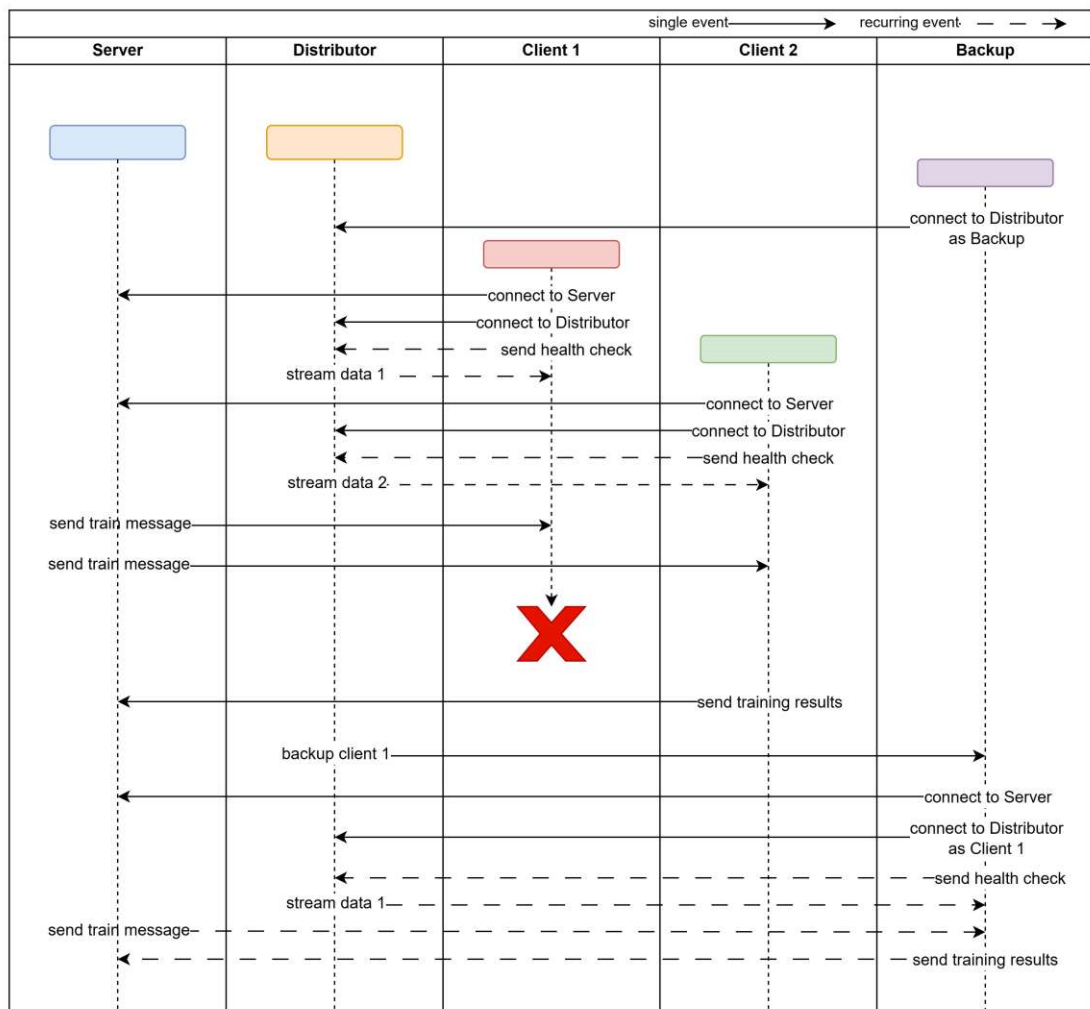 single event
recurring event
Server
Distributor
Client 1
Client 2
Backup
connect to Distributor
as Backup
connect to Server
connect to Distributor
send health check
stream data 1
connect to Server
connect to Distributor
send health check
stream data 2
send train message
send train message
send training results
backup client 1
connect to Server
connect to Distributor
as Client 1
send health check
stream data 1
send train message
send training results